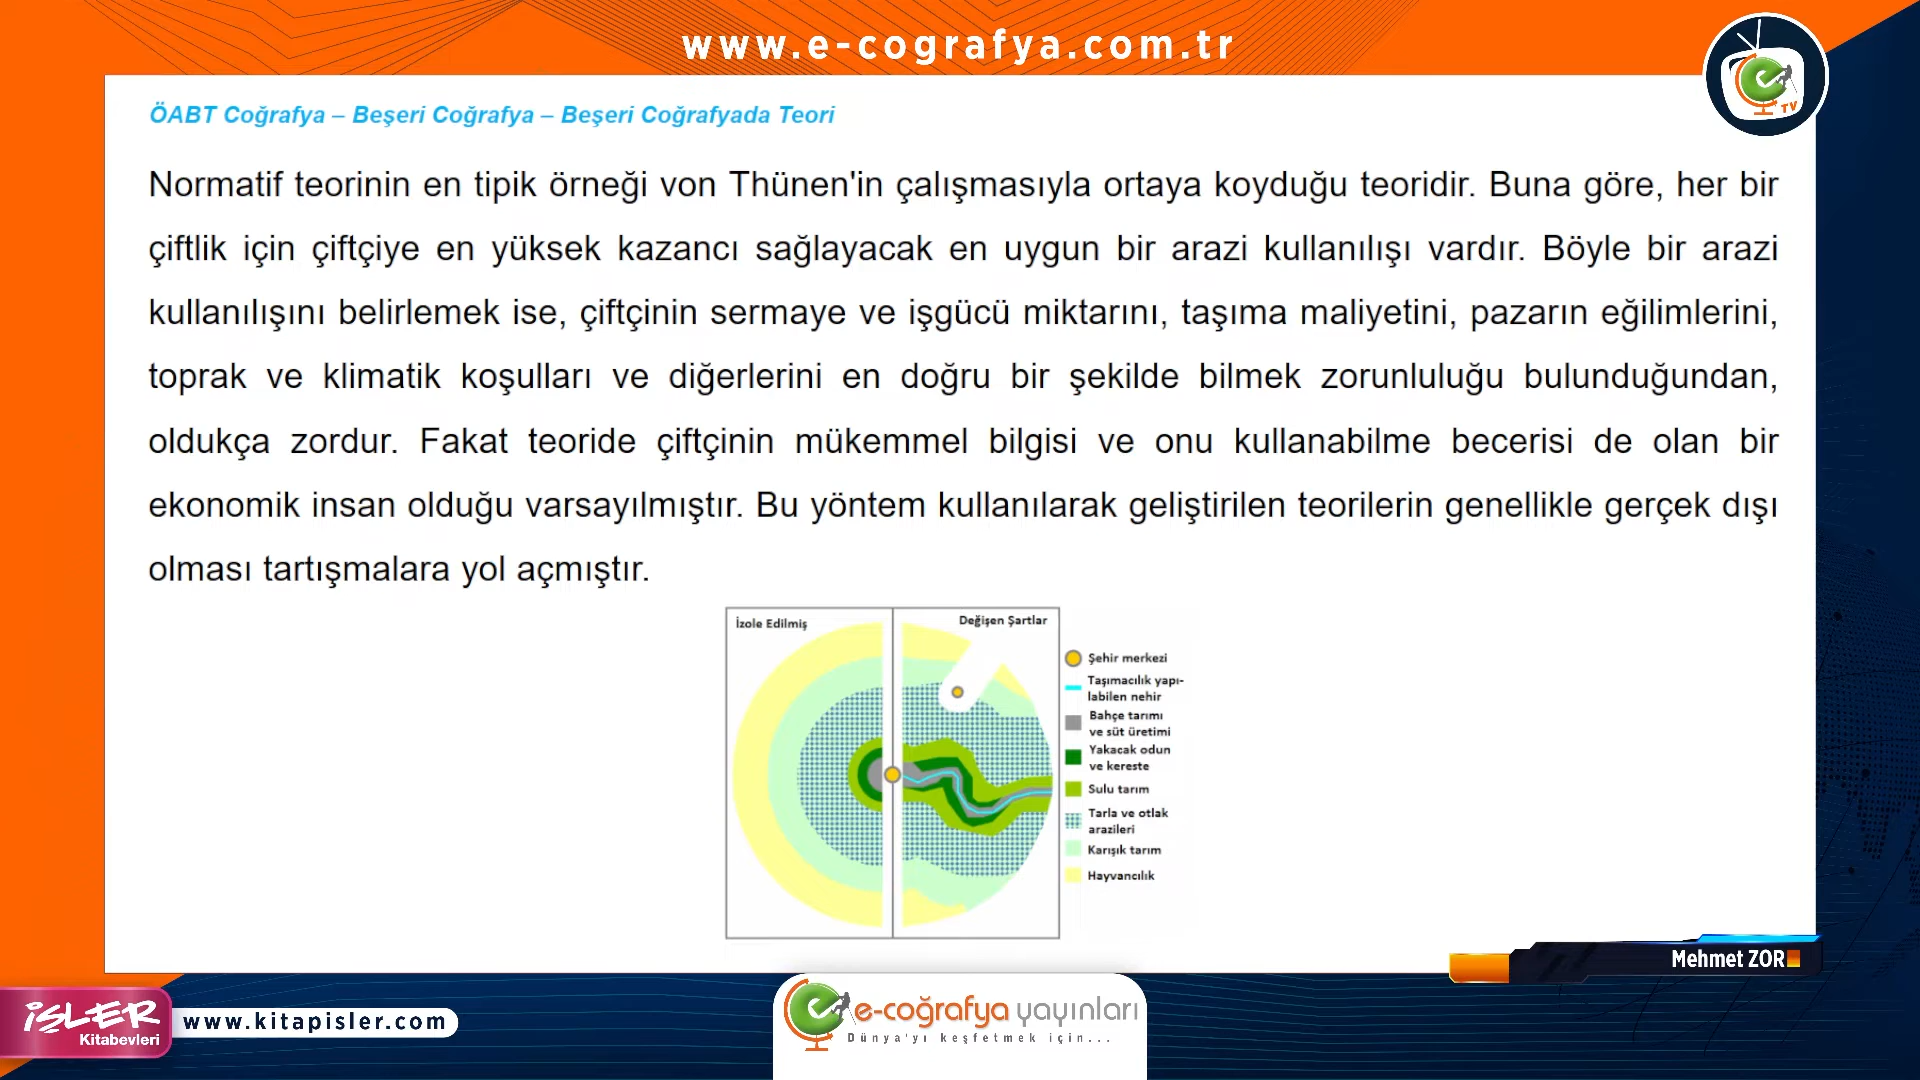 www.e-cografya.com.tr
TV
ÖABT Coğrafya – Beşeri Coğrafya – Beşeri Coğrafyada Teori
Normatif teorinin en tipik örneği von Thünen'in çalışmasıyla ortaya koyduğu teoridir. Buna göre, her bir
çiftlik için çiftçiye en yüksek kazancı sağlayacak en uygun bir arazi kullanılışı vardır. Böyle bir arazi
kullanılışını belirlemek ise, çiftçinin sermaye ve işgücü miktarını, taşıma maliyetini, pazarın eğilimlerini,
toprak ve klimatik koşulları ve diğerlerini en doğru bir şekilde bilmek zorunluluğu bulunduğundan,
oldukça zordur. Fakat teoride çiftçinin mükemmel bilgisi ve onu kullanabilme becerisi de olan bir
ekonomik insan olduğu varsayılmıştır. Bu yöntem kullanılarak geliştirilen teorilerin genellikle gerçek dışı
olması tartışmalara yol açmıştır.
İzole Edilmiş
Değişen Şartlar
Şehir merkezi
Taşımacılık yapı-
labilen nehir
Bahçe tarımı
ve süt üretimi
Yakacak odun
ve kereste
Sulu tarım
Tarla ve otlak
arazileri
Karışık tarım
Hayvancılık
Mehmet ZOR
İŞLER
Kitabevleri
www.kitapisler.com
e-coğrafya yayınları
Dünya'yı keşfetmek için...